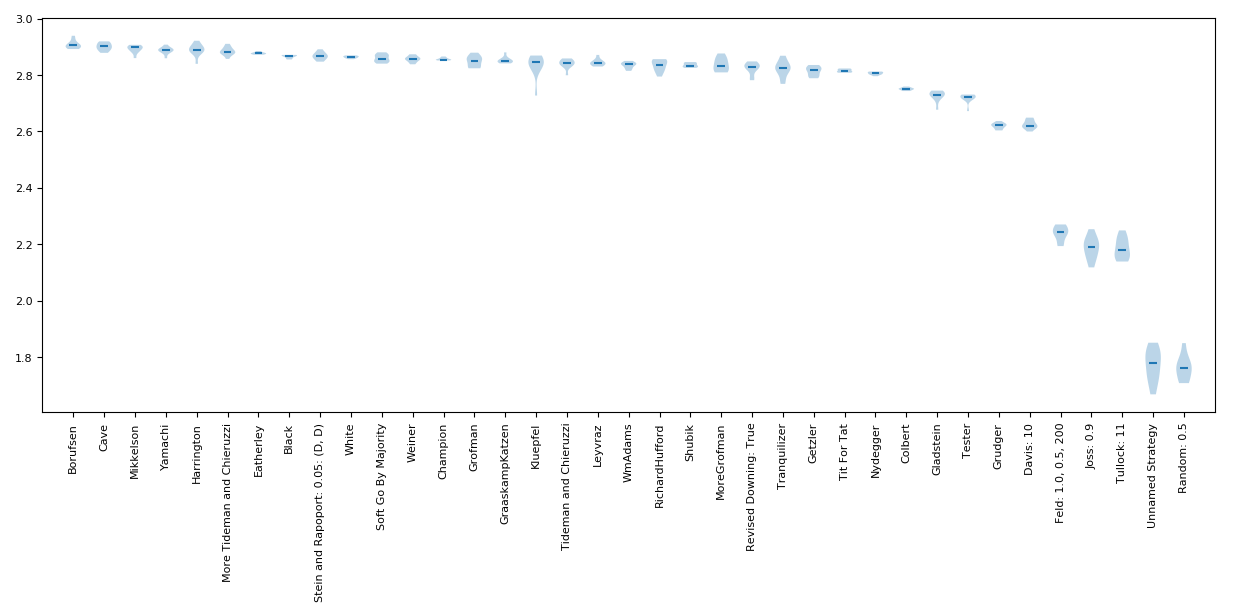 3.0
2.8
2.6
2.4
2.2
2.0
1.8
Borufsen
Cave
Mikkelson
Yamachi
Harrington
More Tideman and Chieruzzi
Eatherley
Black
Stein and Rapoport: 0.05: (D, D)
White
Soft Go By Majority
Weiner
Champion
Grofman
GraaskampKatzen
Kluepfel
Tideman and Chieruzzi
Leyvraz
WmAdams
RichardHufford
Shubik
MoreGrofman
Revised Downing: True
Tranquilizer
Getzler
Tit For Tat
Nydegger
Colbert
Gladstein
Tester
Grudger
Davis: 10
Feld: 1.0, 0.5, 200
Joss: 0.9
Tullock: 11
Unnamed Strategy
Random: 0.5